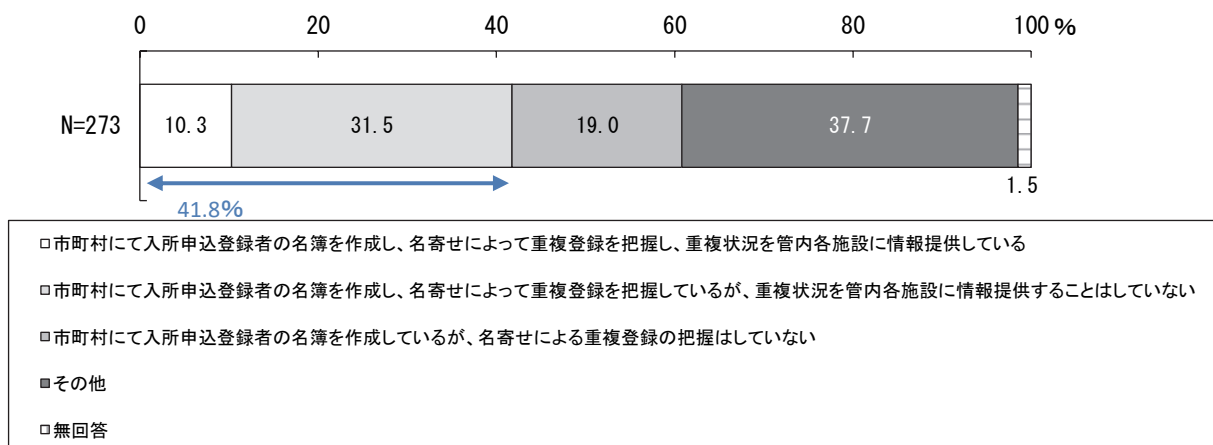 0 20 40 60 80 100 %
N=273 10.3 31.5 19.0 37.7
1.5
41.8%
□市町村にて入所申込登録者の名簿を作成し、名寄せによって重複登録を把握し、重複状況を管内各施設に情報提供している
□市町村にて入所申込登録者の名簿を作成し、名寄せによって重複登録を把握しているが、重複状況を管内各施設に情報提供することはしていない
■市町村にて入所申込登録者の名簿を作成しているが、名寄せによる重複登録の把握はしていない
■その他
□無回答